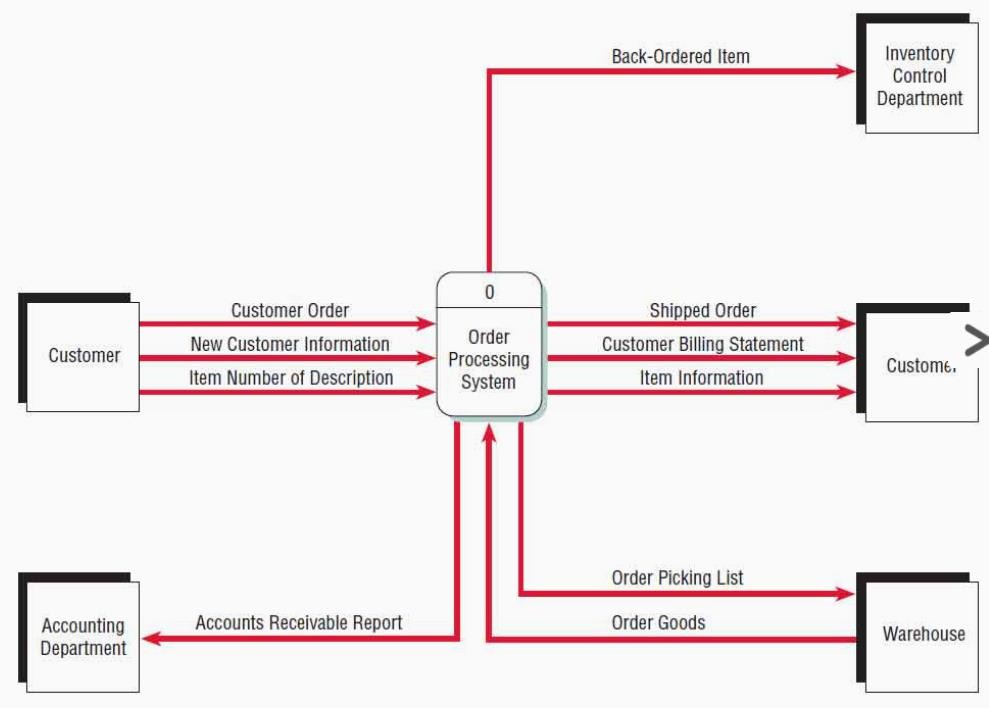 Back-Ordered Item
Inventory
Control
Department
0
Order
Processing
System
Customer
Customer Order
New Customer Information
Item Number of Description
Shipped Order
Customer Billing Statement
Item Information
Customer
Accounting
Department
Accounts Receivable Report
Order Picking List
Order Goods
Warehouse